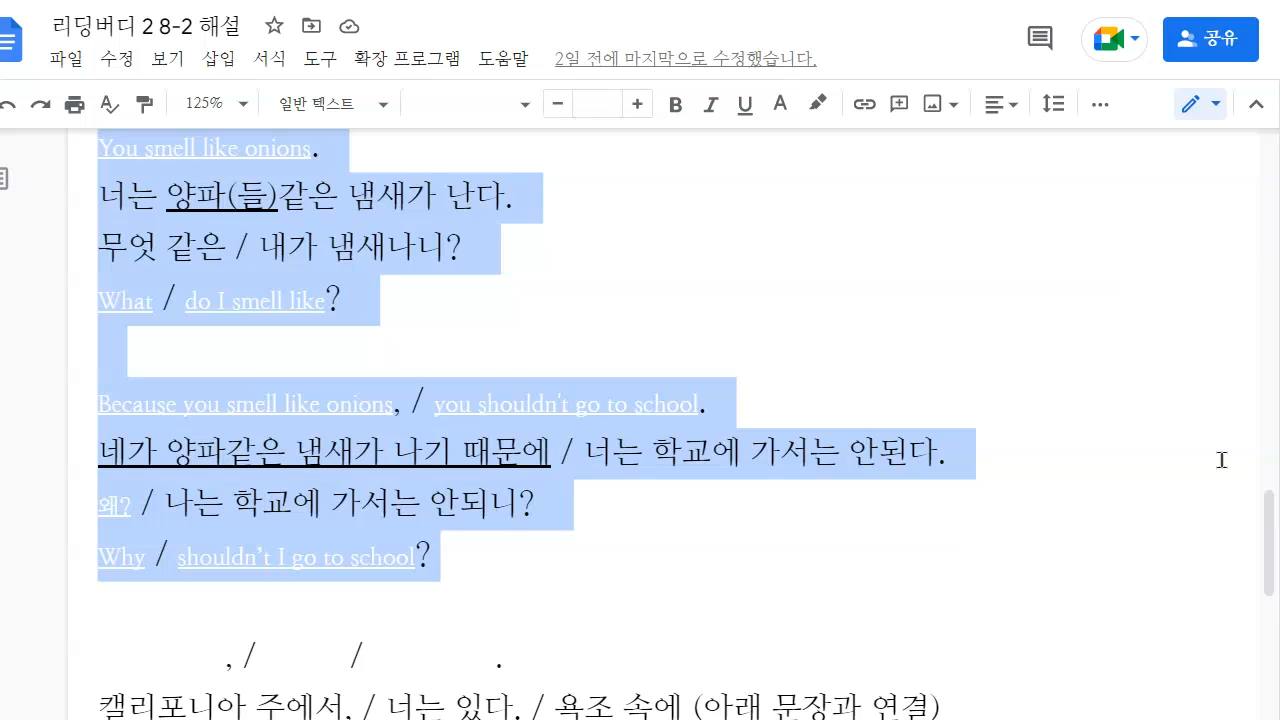 리딩버디 2 8-2 해설
파일 수정 보기 삽입 서식 도구 확장 프로그램 도움말 2일 전에 마지막으로 수정했습니다.
공유
125% 일반 텍스트 − + B I U A ...
You smell like onions.
너는 양파(들)같은 냄새가 난다.
무엇 같은 / 내가 냄새나니?
What / do I smell like?
Because you smell like onions, / you shouldn't go to school.
네가 양파같은 냄새가 나기 때문에 / 너는 학교에 가서는 안된다.
왜? / 나는 학교에 가서는 안되니?
Why / shouldn’t I go to school?
, / / .
캘리포니아 주에서, / 너는 있다. / 욕조 속에 (아래 문장과 연결)